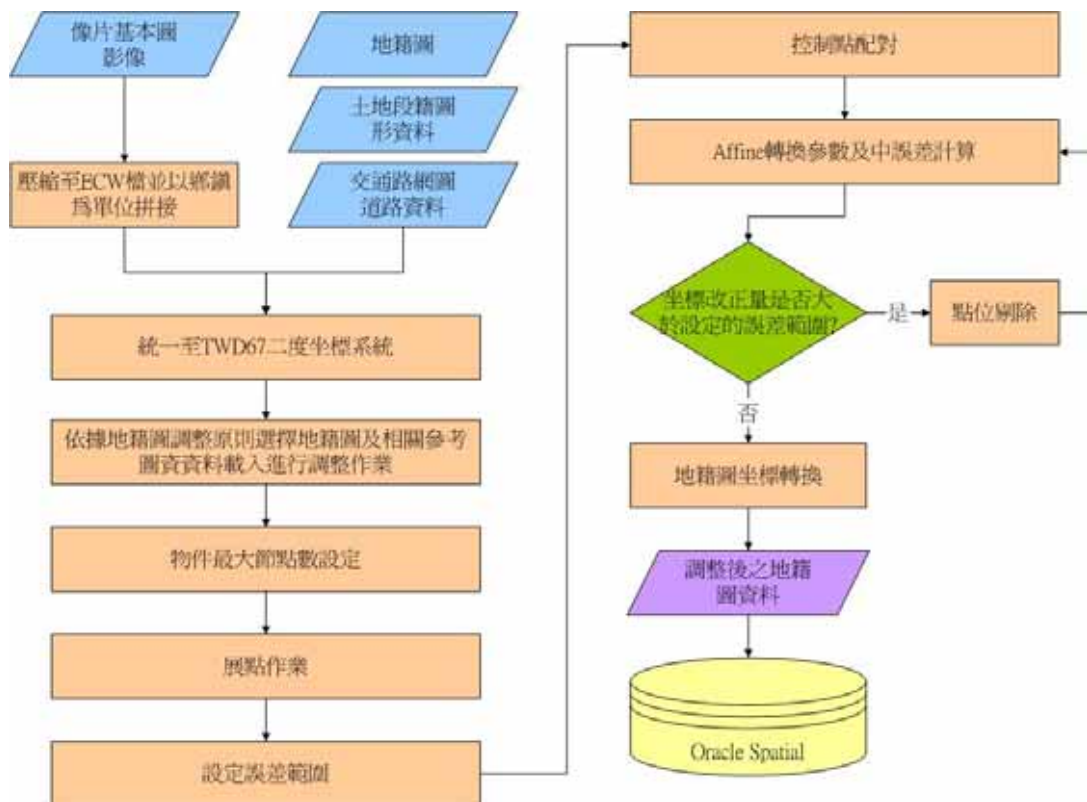 像片基本圖
影像
地籍圖
土地段籍圖
形資料
交通路網圖
道路資料
壓縮至ECW檔並以鄉鎮
為單位拼接
統一至TWD67二度坐標系統
依據地籍圖調整原則選擇地籍圖及相關參考
圖資資料載入進行調整作業
物件最大節點數設定
展點作業
設定誤差範圍
控制點配對
Affine轉換參數及中誤差計算
坐標改正量是否大
於設定的誤差範圍?
是
點位剔除
否
地籍圖坐標轉換
調整後之地籍
圖資料
Oracle Spatial